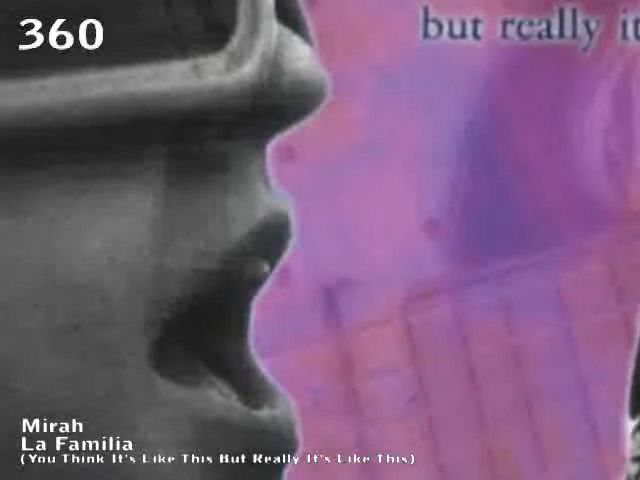 360
but really it
Mirah
La Familia
(You Think It's Like This But Really It's Like This)